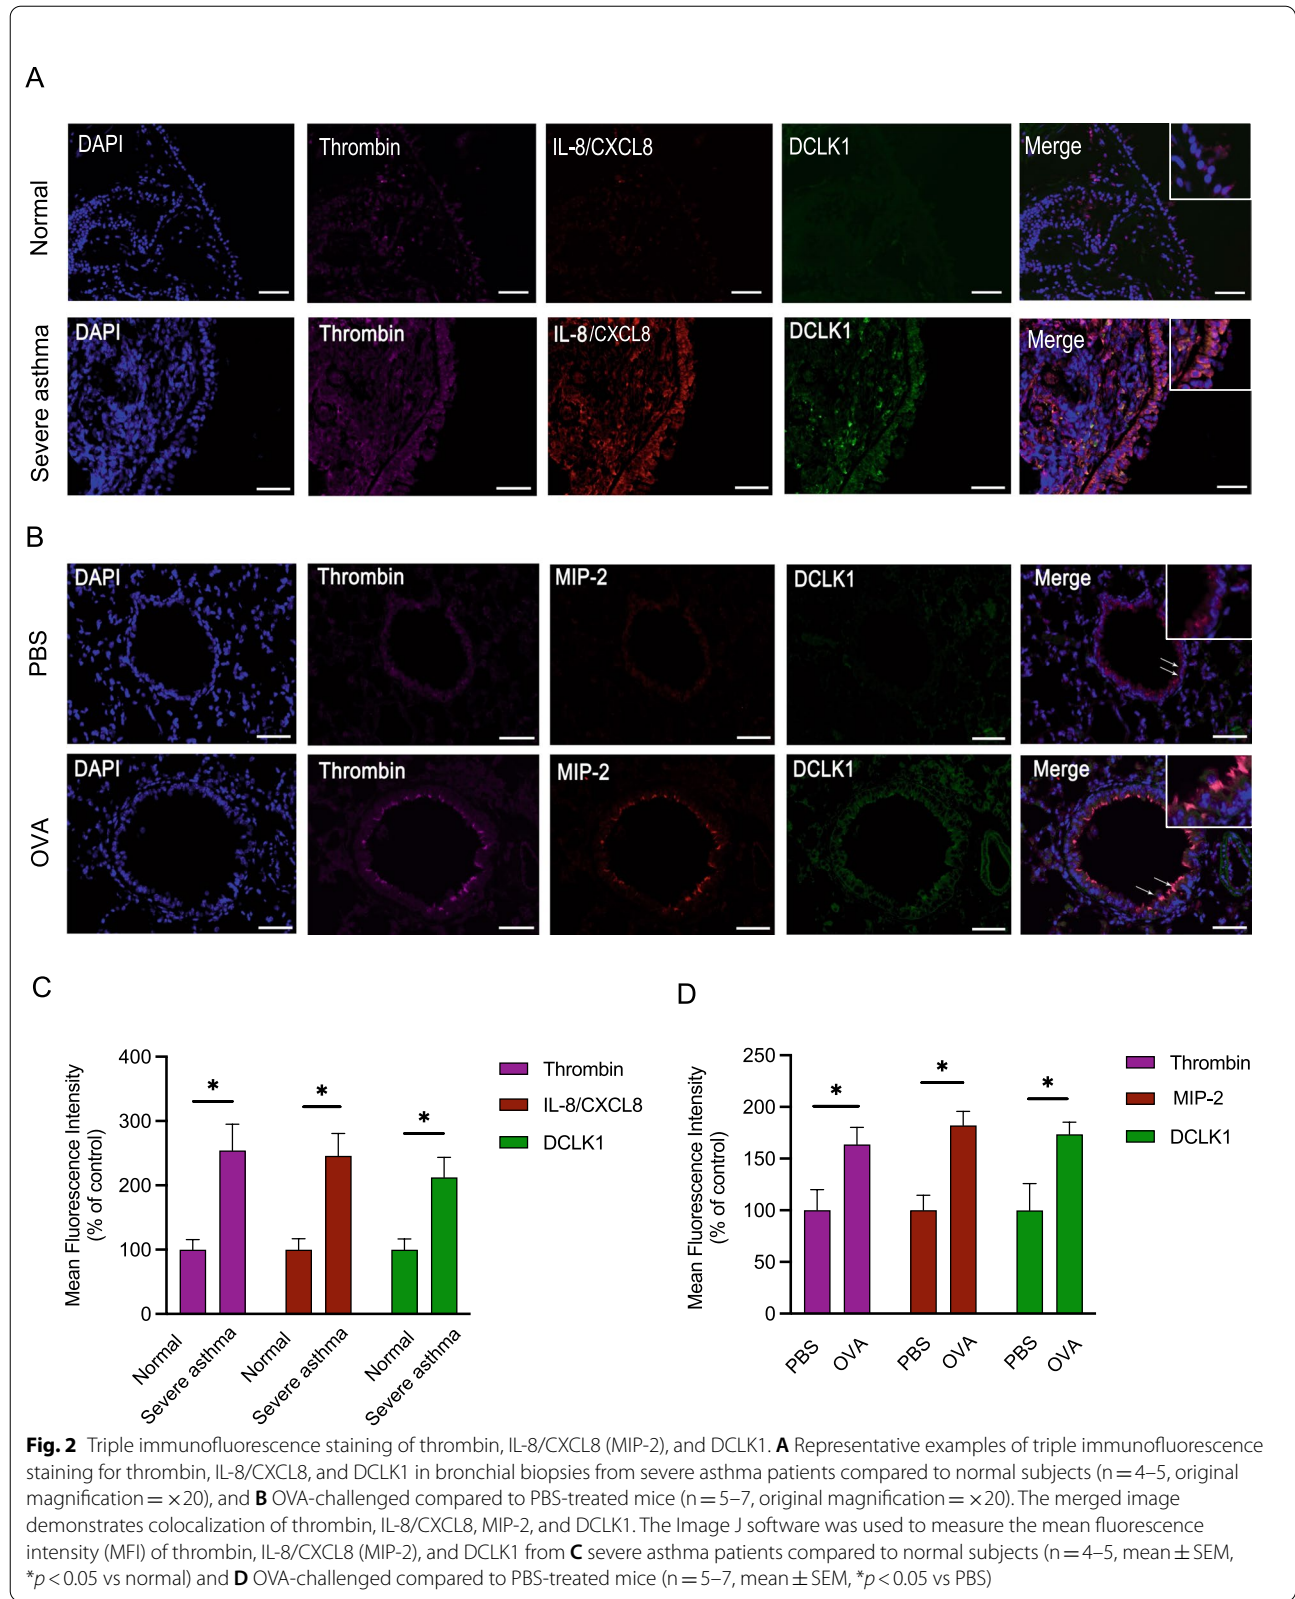 A
DAPI
Thrombin
IL-8/CXCL8
DCLK1
Merge
Normal
DAPI
Thrombin
IL-8/CXCL8
DCLK1
Merge
Severe asthma
B
DAPI
Thrombin
MIP-2
DCLK1
Merge
PBS
DAPI
Thrombin
MIP-2
DCLK1
Merge
OVA
C
Mean Fluorescence Intensity
(% of control)
400
300
200
100
0
*
*
*
Thrombin
IL-8/CXCL8
DCLK1
Normal
Severe asthma
Normal
Severe asthma
Normal
Severe asthma
D
Mean Fluorescence Intensity
(% of control)
250
200
150
100
50
0
*
*
*
Thrombin
MIP-2
DCLK1
PBS
OVA
PBS
OVA
PBS
OVA
Fig. 2 Triple immunofluorescence staining of thrombin, IL-8/CXCL8 (MIP-2), and DCLK1. A Representative examples of triple immunofluorescence
staining for thrombin, IL-8/CXCL8, and DCLK1 in bronchial biopsies from severe asthma patients compared to normal subjects (n = 4–5, original
magnification = ×20), and B OVA-challenged compared to PBS-treated mice (n = 5–7, original magnification = ×20). The merged image
demonstrates colocalization of thrombin, IL-8/CXCL8, MIP-2, and DCLK1. The Image J software was used to measure the mean fluorescence
intensity (MFI) of thrombin, IL-8/CXCL8 (MIP-2), and DCLK1 from C severe asthma patients compared to normal subjects (n = 4–5, mean ± SEM,
*p < 0.05 vs normal) and D OVA-challenged compared to PBS-treated mice (n = 5–7, mean ± SEM, *p < 0.05 vs PBS)